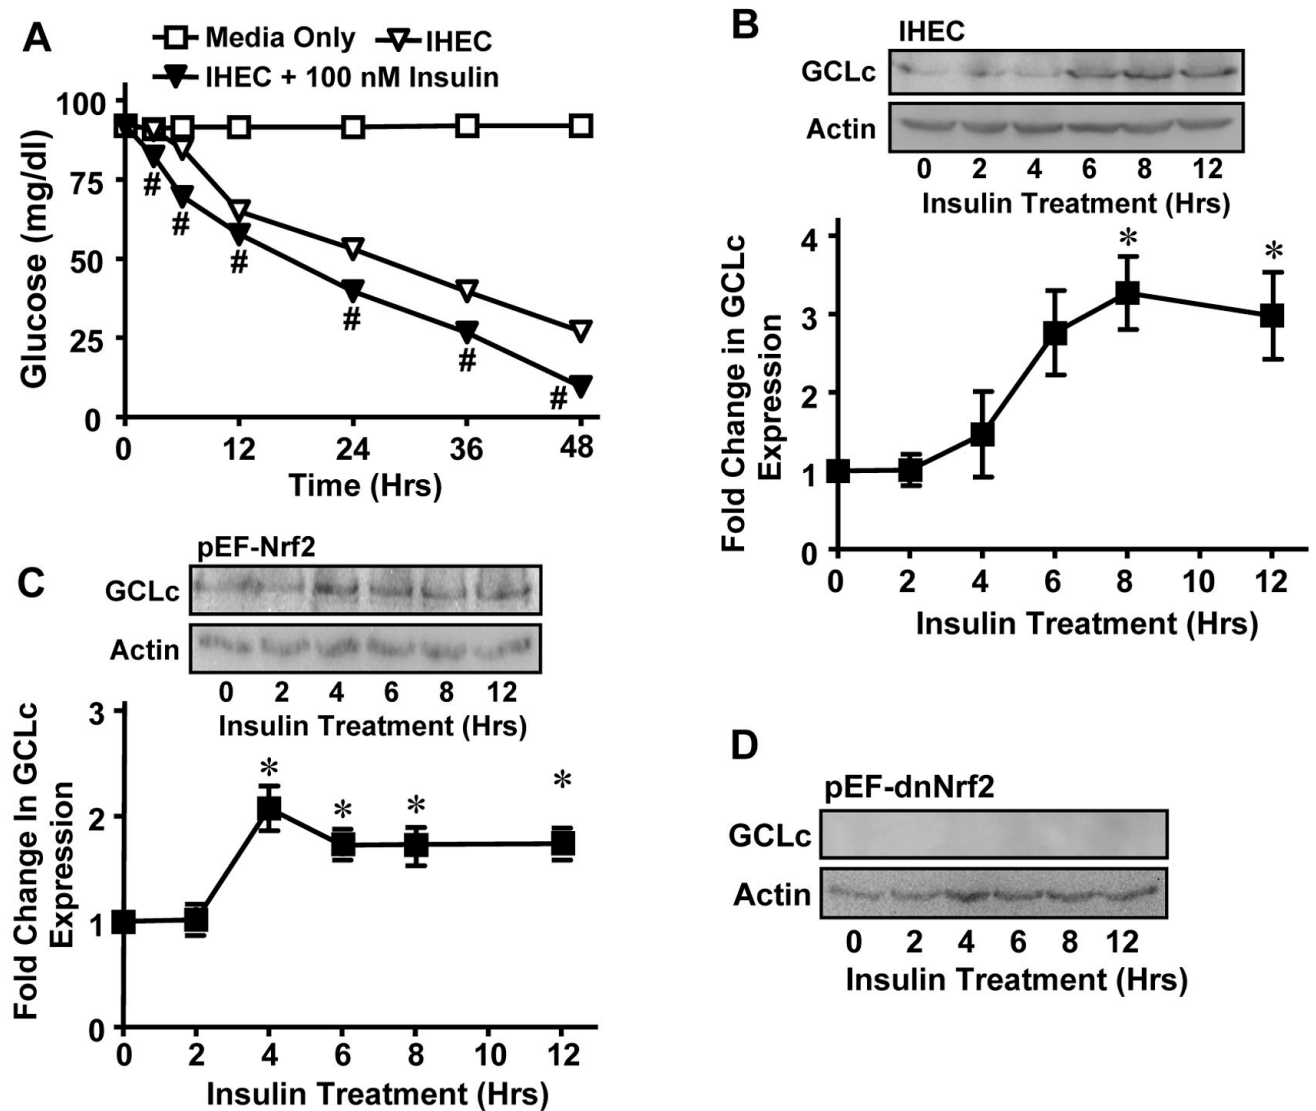 A
Media Only
IHEC
IHEC + 100 nM Insulin
Glucose (mg/dl)
100
75
50
25
0
# # # # # #
0 12 24 36 48
Time (Hrs)
B
IHEC
GCLc
Actin
0 2 4 6 8 12
Insulin Treatment (Hrs)
Fold Change in GCLc
Expression
4
3
2
1
0
* *
0 2 4 6 8 10 12
Insulin Treatment (Hrs)
C
pEF-Nrf2
GCLc
Actin
0 2 4 6 8 12
Insulin Treatment (Hrs)
Fold Change In GCLc
Expression
3
2
1
0
* * * *
0 2 4 6 8 10 12
Insulin Treatment (Hrs)
D
pEF-dnNrf2
GCLc
Actin
0 2 4 6 8 12
Insulin Treatment (Hrs)